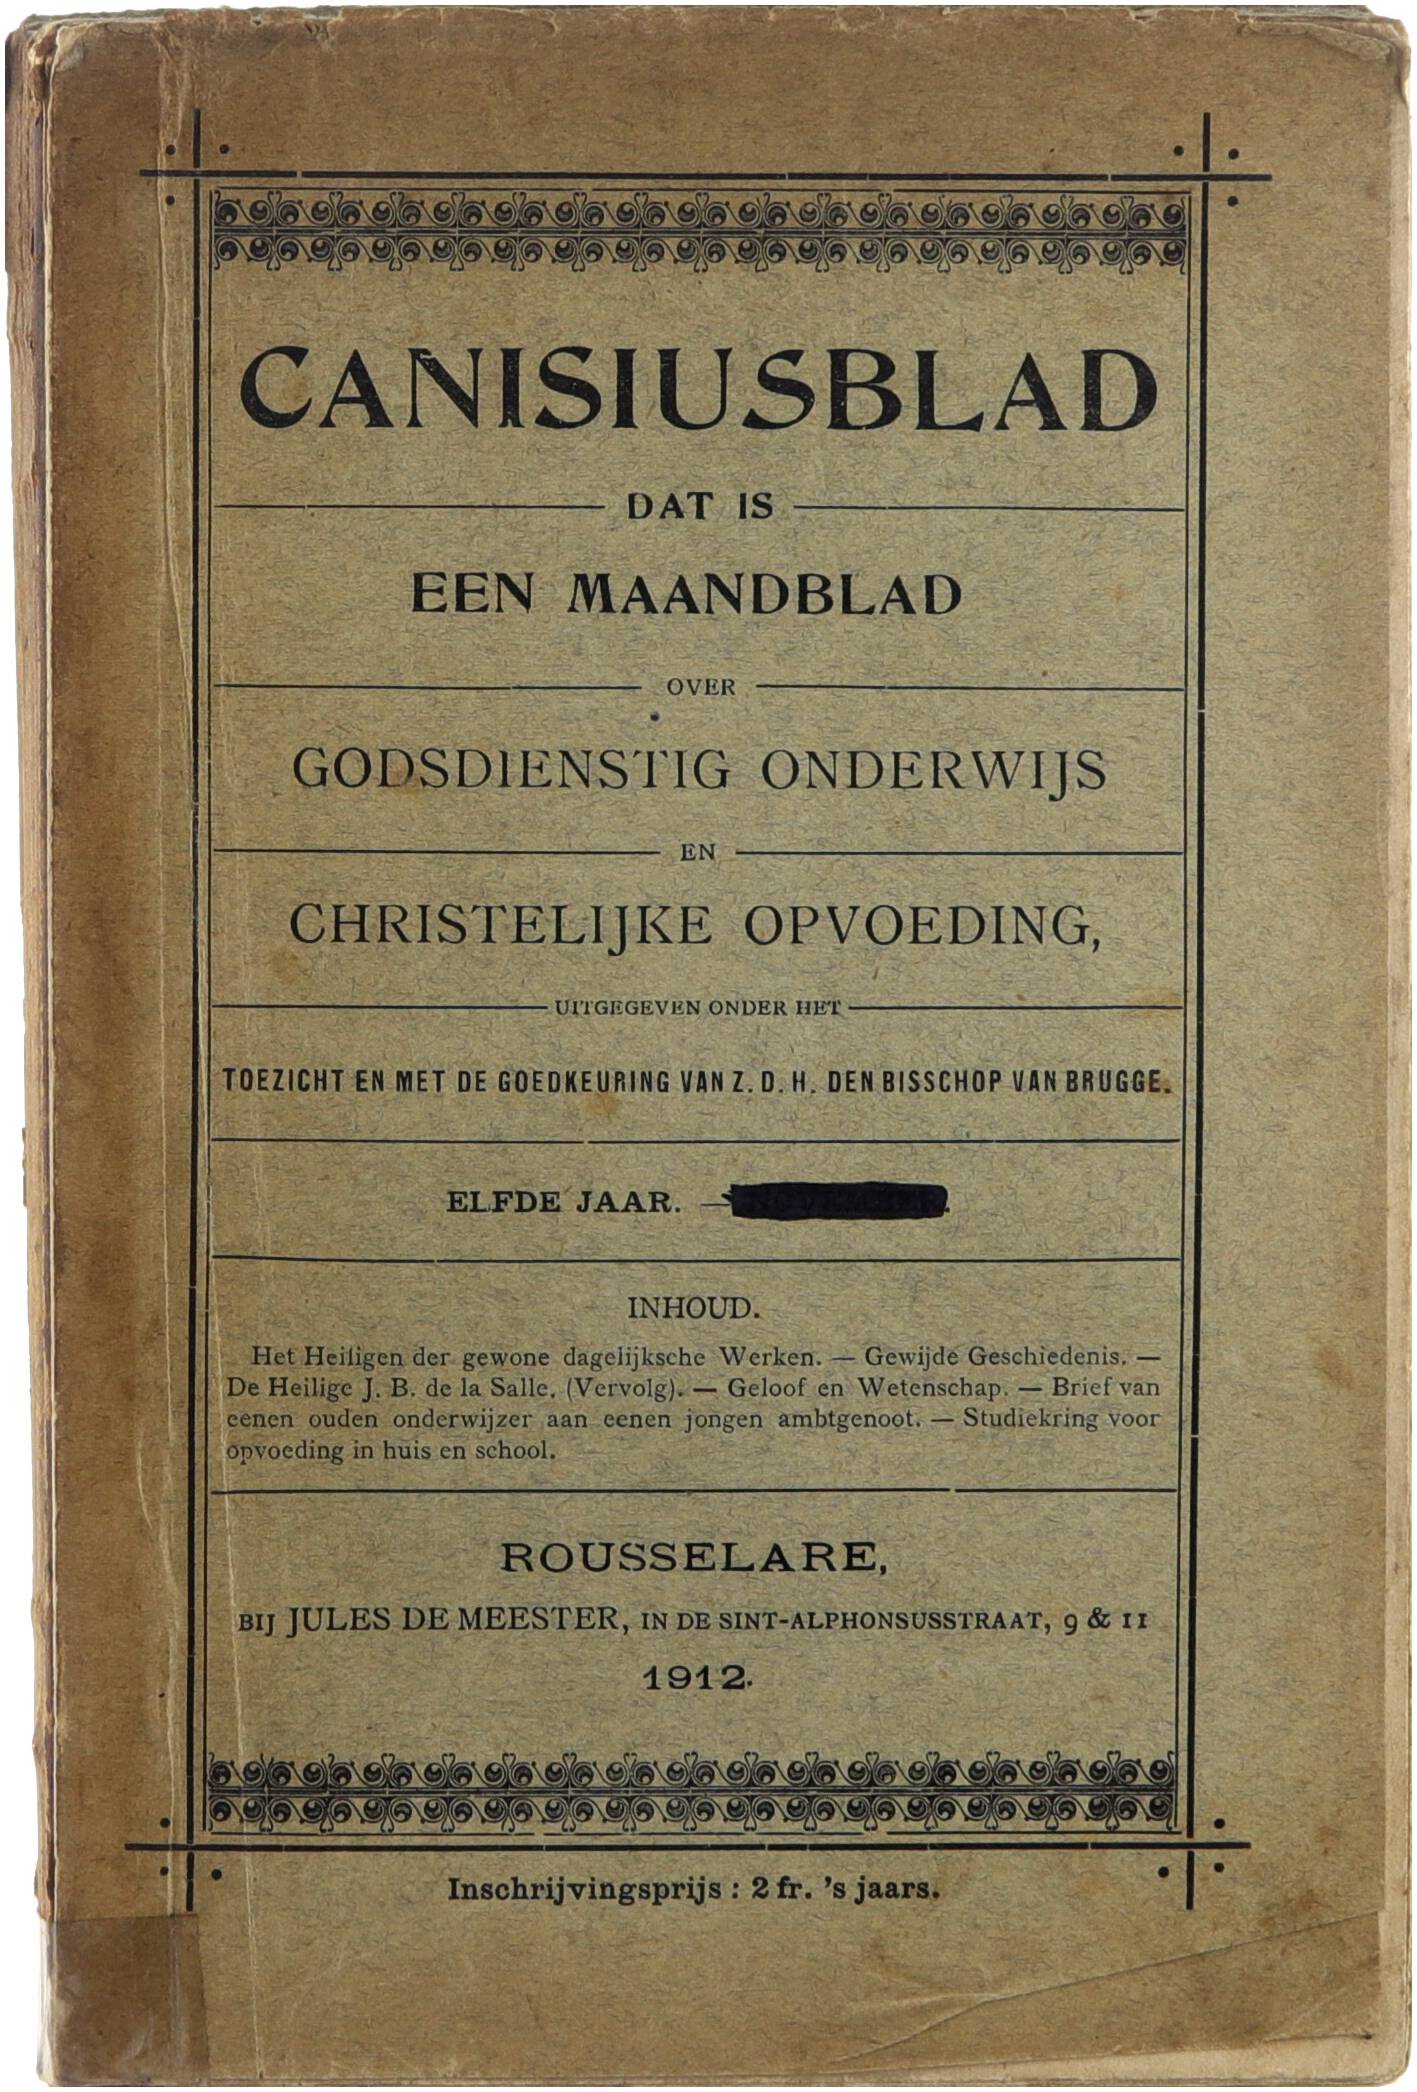 CANISIUSBLAD
DAT IS
EEN MAANDBLAD
OVER
GODSDIENSTIG ONDERWIJS
EN
CHRISTELIJKE OPVOEDING,
UITGEGEVEN ONDER HET
TOEZICHT EN MET DE GOEDKEURING VAN Z. D. H. DEN BISSCHOP VAN BRUGGE.
ELFDE JAAR. —
INHOUD.
Het Heiligen der gewone dagelijksche Werken. — Gewijde Geschiedenis. —
De Heilige J. B. de la Salle. (Vervolg). — Geloof en Wetenschap. — Brief van
eenen ouden onderwijzer aan eenen jongen ambtgenoot. — Studiekring voor
opvoeding in huis en school.
ROUSSELARE,
BIJ JULES DE MEESTER, IN DE SINT-ALPHONSUSSTRAAT, 9 & 11
1912.
Inschrijvingsprijs : 2 fr. 's jaars.